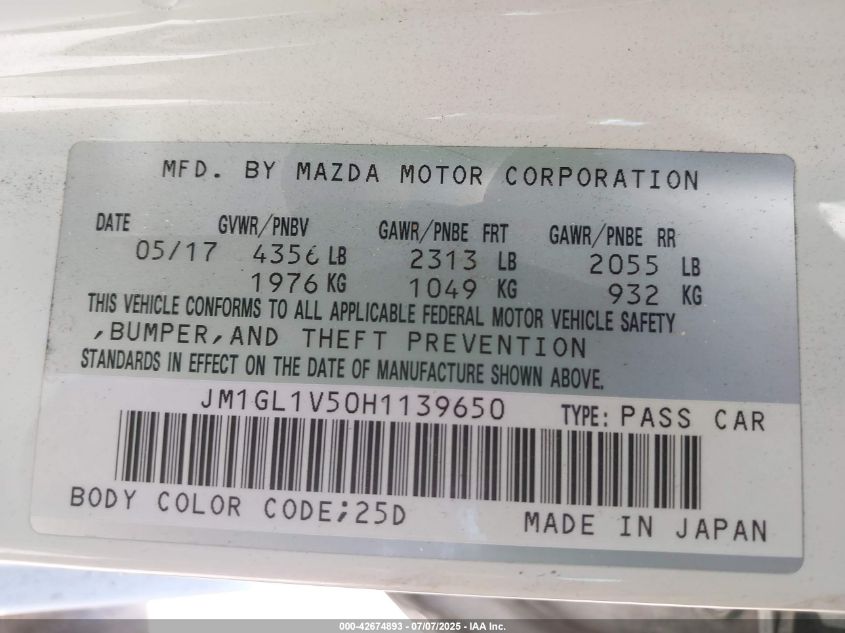 MFD. BY MAZDA MOTOR CORPORATION
DATE GVWR/PNBV GAWR/PNBE FRT GAWR/PNBE RR
05/17 4356 LB 2313 LB 2055 LB
1976 KG 1049 KG 932 KG
THIS VEHICLE CONFORMS TO ALL APPLICABLE FEDERAL MOTOR VEHICLE SAFETY
,BUMPER,AND THEFT PREVENTION
STANDARDS IN EFFECT ON THE DATE OF MANUFACTURE SHOWN ABOVE.
JM1GL1V50H1139650 TYPE: PASS CAR
BODY COLOR CODE;25D MADE IN JAPAN
000-42674893 - 07/07/2025 - IAA Inc.